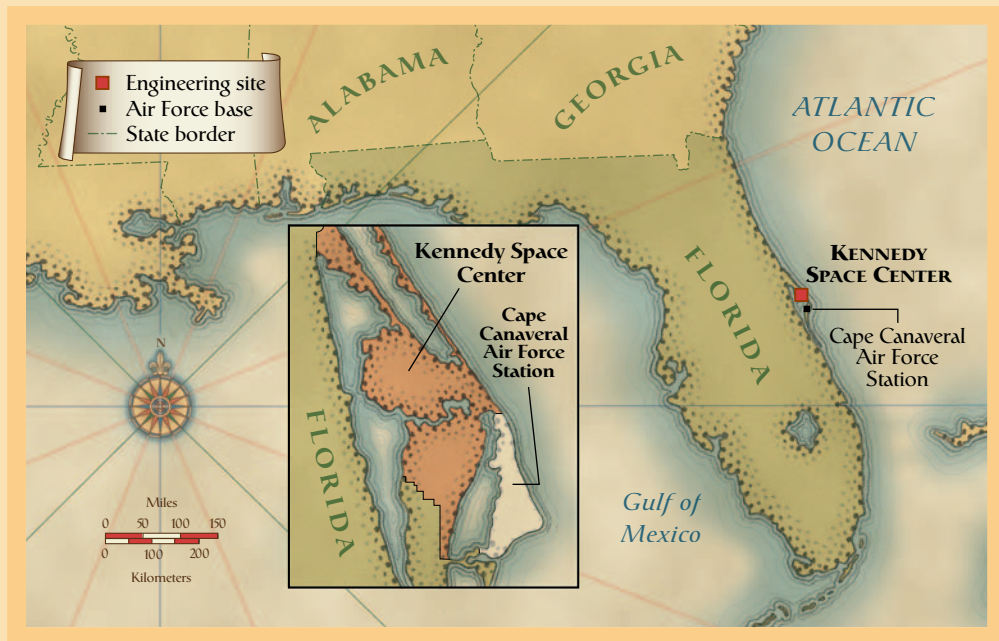 Engineering site
Air Force base
State border
ALABAMA
GEORGIA
ATLANTIC
OCEAN
FLORIDA
KENNEDY
SPACE CENTER
Cape Canaveral
Air Force
Station
Kennedy Space
Center
Cape
Canaveral
Air Force
Station
FLORIDA
N
Gulf of
Mexico
Miles
0 50 100 150
0 100 200
Kilometers